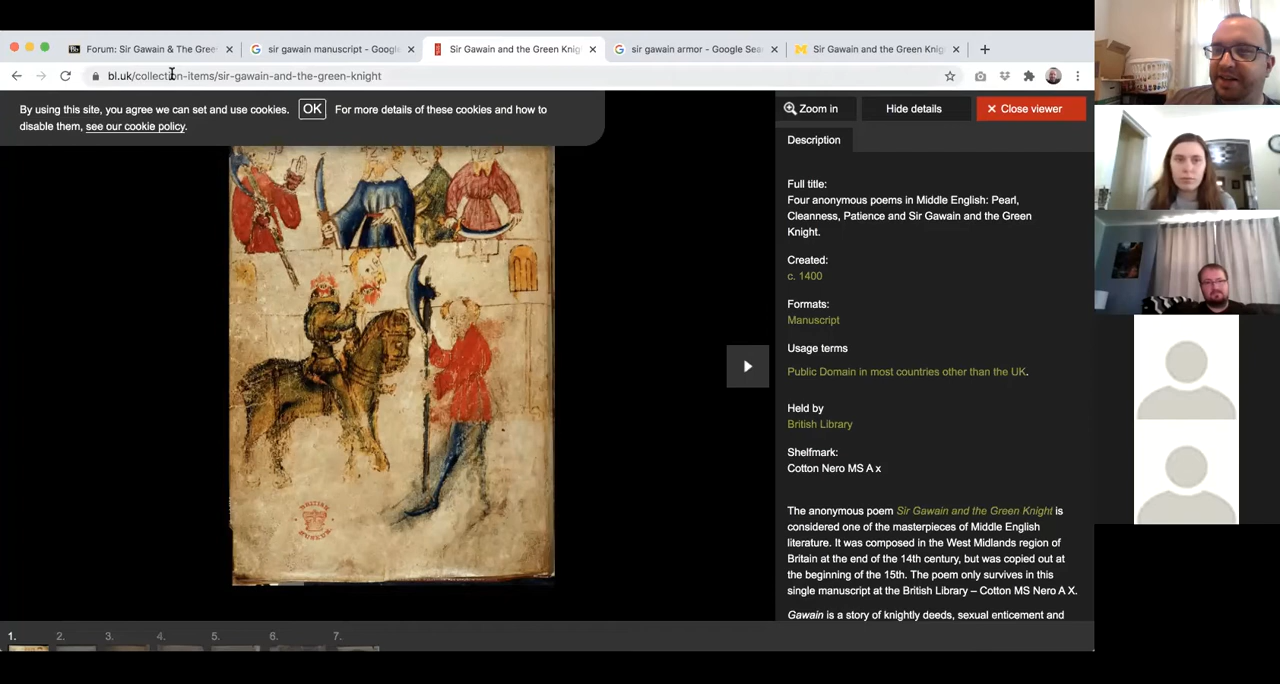 Forum: Sir Gawain & The Gree
sir gawain manuscript - Google
Sir Gawain and the Green Knig
sir gawain armor - Google Sea
Sir Gawain and the Green Knig
bl.uk/collection-items/sir-gawain-and-the-green-knight
By using this site, you agree we can set and use cookies. OK For more details of these cookies and how to
disable them, see our cookie policy.
Zoom in
Hide details
Close viewer
Description
Full title:
Four anonymous poems in Middle English: Pearl,
Cleanness, Patience and Sir Gawain and the Green
Knight.
Created:
c. 1400
Formats:
Manuscript
Usage terms
Public Domain in most countries other than the UK.
Held by
British Library
Shelfmark:
Cotton Nero MS A x
The anonymous poem Sir Gawain and the Green Knight is
considered one of the masterpieces of Middle English
literature. It was composed in the West Midlands region of
Britain at the end of the 14th century, but was copied out at
the beginning of the 15th. The poem only survives in this
single manuscript at the British Library – Cotton MS Nero A X.
Gawain is a story of knightly deeds, sexual enticement and
BRITISH
MUSEUM
1. 2. 3. 4. 5. 6. 7.